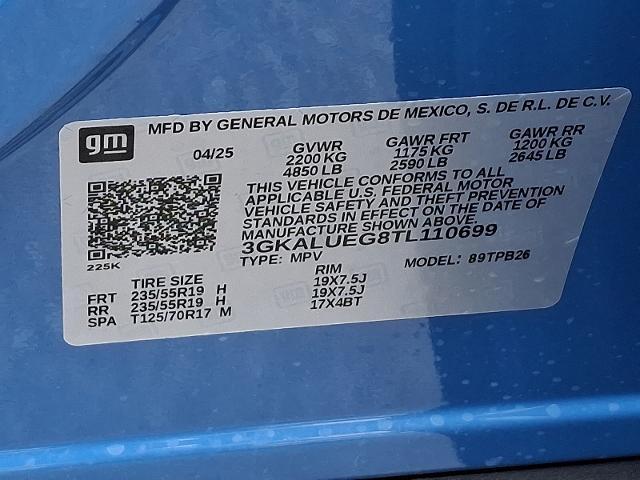 gm
MFD BY GENERAL MOTORS DE MEXICO, S. DE R.L. DE C.V.
04/25 GVWR GAWR FRT GAWR RR
2200 KG 1175 KG 1200 KG
4850 LB 2590 LB 2645 LB
THIS VEHICLE CONFORMS TO ALL
APPLICABLE U.S. FEDERAL MOTOR
VEHICLE SAFETY AND THEFT PREVENTION
STANDARDS IN EFFECT ON THE DATE OF
MANUFACTURE SHOWN ABOVE.
3GKALUEG8TL110699
225K
TYPE: MPV MODEL: 89TPB26
TIRE SIZE RIM
FRT 235/55R19 H 19X7.5J
RR 235/55R19 H 19X7.5J
SPA T125/70R17 M 17X4BT